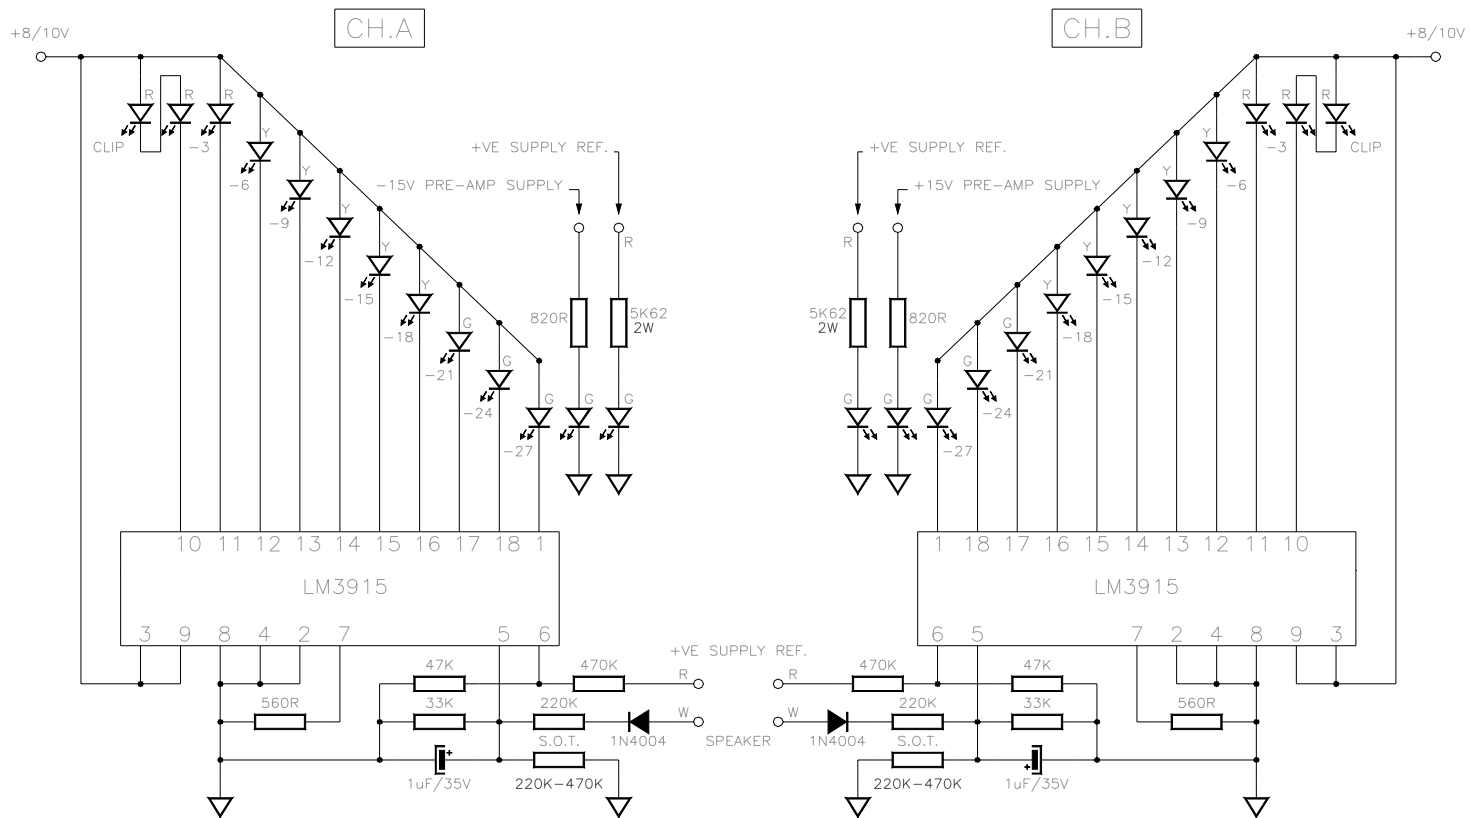 CH.A
CH.B
+8/10V
+8/10V
R R R
R R R
CLIP -3
-3 CLIP
Y
-6
Y
-6
+VE SUPPLY REF.
+VE SUPPLY REF.
Y
-9
Y
-9
-15V PRE-AMP SUPPLY
+15V PRE-AMP SUPPLY
Y
-12
Y
-12
R
R
Y
-15
Y
-15
Y
-18
Y
-18
820R
5K62
2W
5K62
2W
820R
G
-21
G
-21
G
-24
G
-24
G G G
-27
G G G
-27
10 11 12 13 14 15 16 17 18 1
1 18 17 16 15 14 13 12 11 10
LM3915
LM3915
3 9 8 4 2 7 5 6
6 5 7 2 4 8 9 3
+VE SUPPLY REF.
47K 470K R
R 470K 47K
560R 33K 220K W
W 220K 33K 560R
S.O.T. 1N4004 SPEAKER 1N4004 S.O.T.
+
1uF/35V 220K-470K
220K-470K
+
1uF/35V